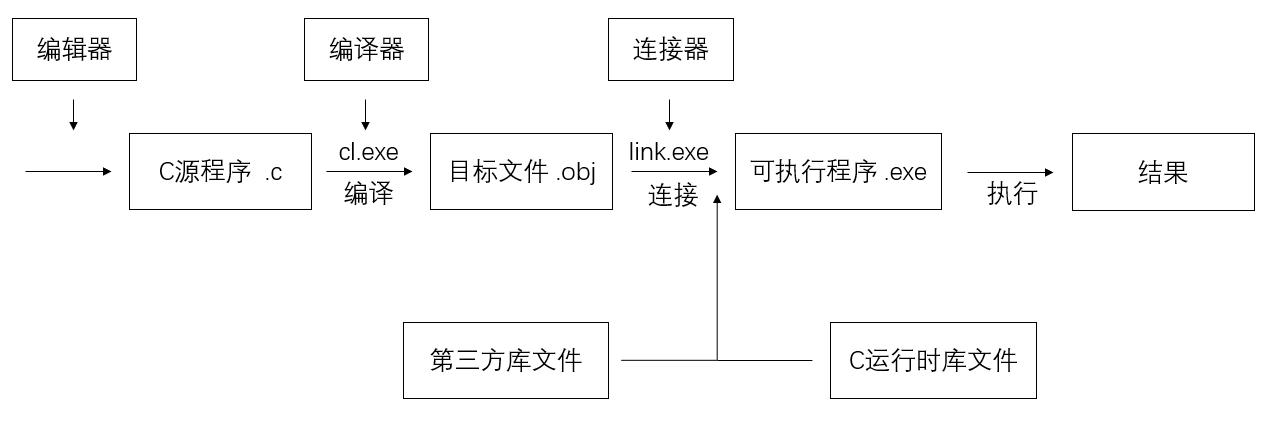 编辑器
编译器
连接器
C源程序 .c
cl.exe
编译
目标文件 .obj
link.exe
连接
可执行程序 .exe
执行
结果
第三方库文件
C运行时库文件